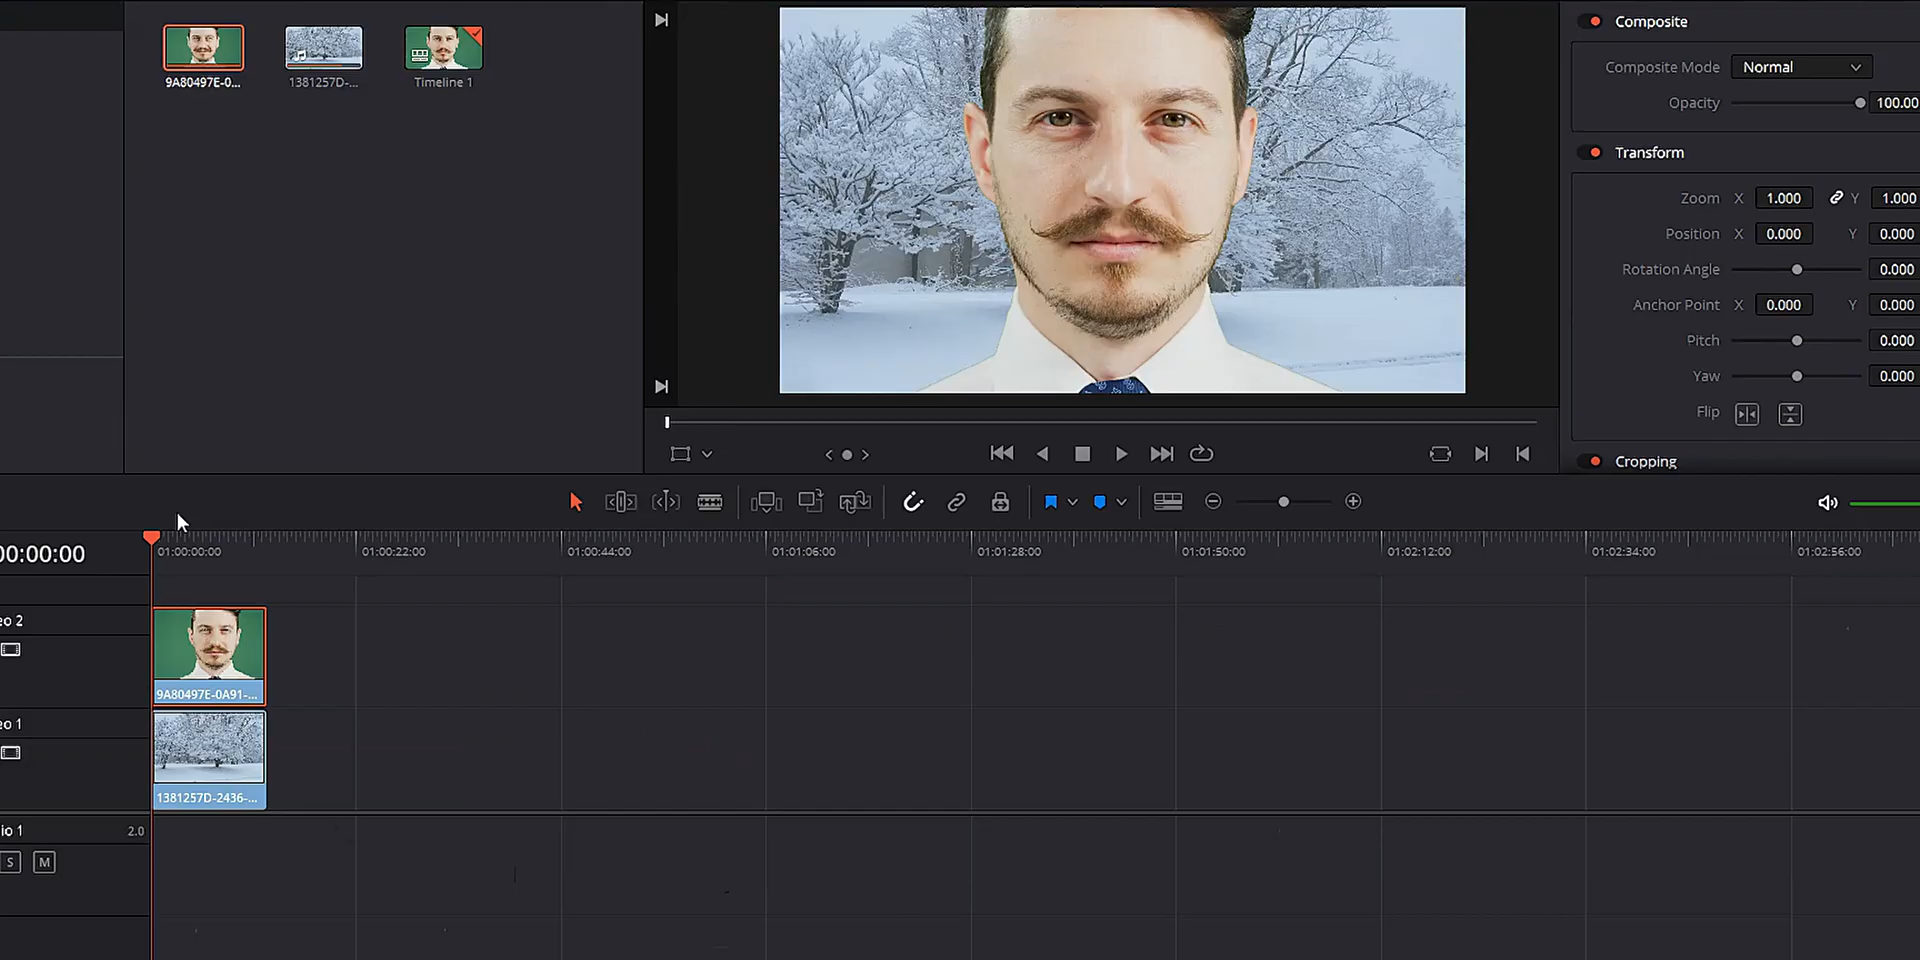 9A80497E-0...
1381257D-...
Timeline 1
Composite
Composite Mode Normal
Opacity 100.00
Transform
Zoom X 1.000 Y 1.000
Position X 0.000 Y 0.000
Rotation Angle 0.000
Anchor Point X 0.000 Y 0.000
Pitch 0.000
Yaw 0.000
Flip
Cropping
00:00:00
01:00:00:00 01:00:22:00 01:00:44:00 01:01:06:00 01:01:28:00 01:01:50:00 01:02:12:00 01:02:34:00 01:02:56:00
eo 2
9A80497E-0A91-...
eo 1
1381257D-2436-...
io 1 2.0
S M